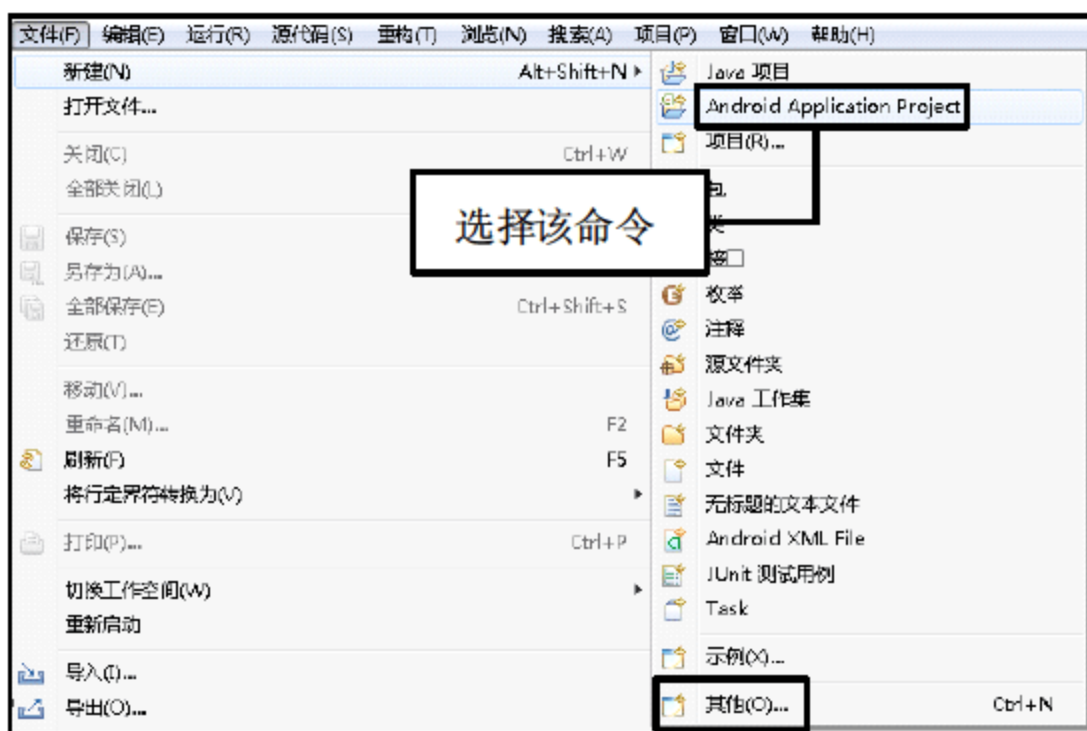 文件(F) 编辑(E) 运行(R) 源代码(S) 重构(T) 浏览(N) 搜索(A) 项目(P) 窗口(W) 帮助(H)
新建(N) Alt+Shift+N
打开文件...
关闭(C) Ctrl+W
全部关闭(L)
保存(S)
另存为(A)...
全部保存(E) Ctrl+Shift+S
还原(T)
移动(V)...
重命名(M)... F2
刷新(F) F5
将行定界符转换为(V)
打印(P)... Ctrl+P
切换工作空间(W)
重新启动
导入(I)...
导出(O)...
Java 项目
Android Application Project
项目(R)...
选择该命令
包
类
接口
枚举
注释
源文件夹
Java 工作集
文件夹
文件
无标题的文本文件
Android XML File
JUnit 测试用例
Task
示例(X)...
其他(O)... Ctrl+N